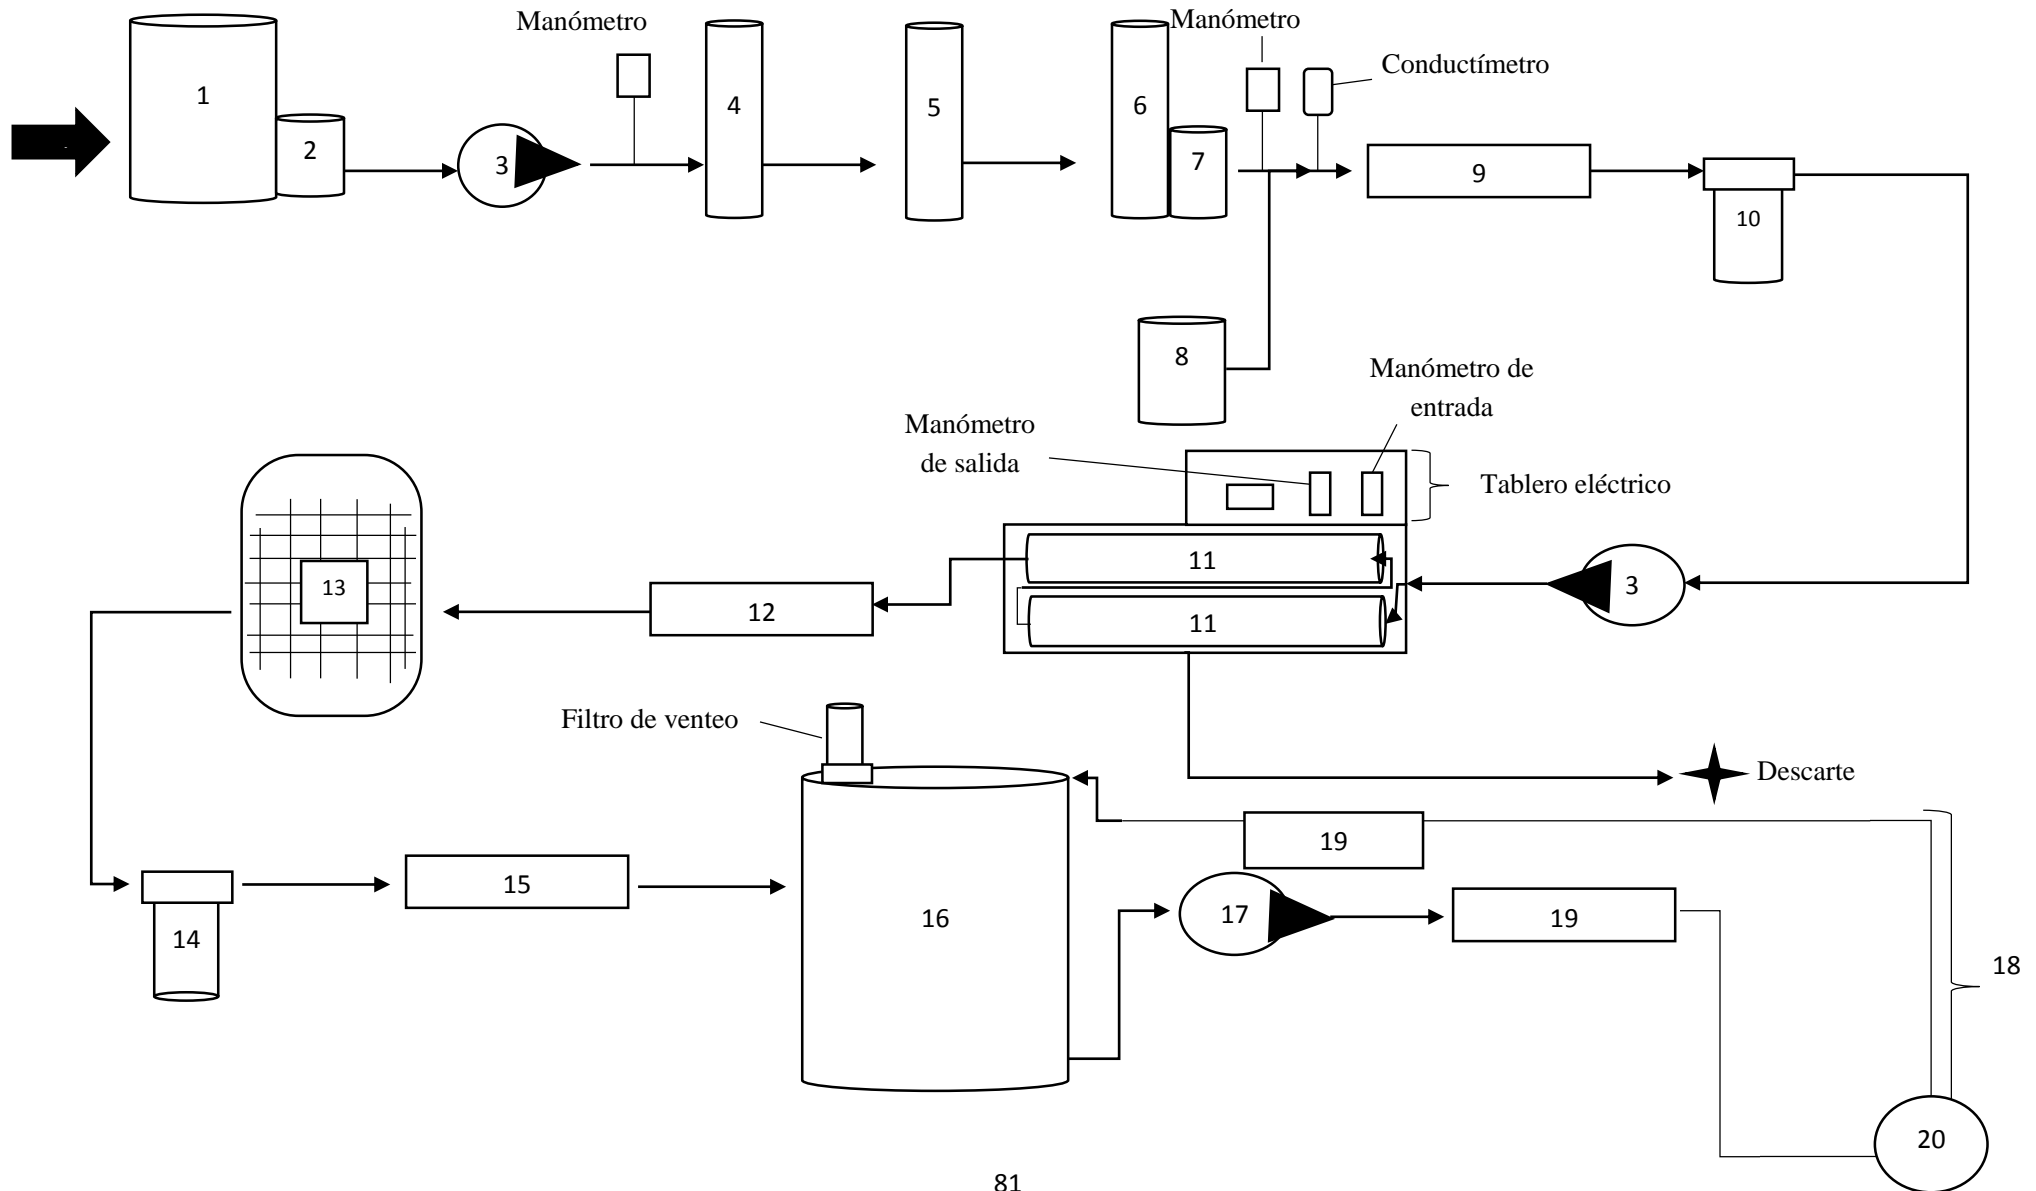 Manómetro
Manómetro
Conductímetro
1
2
3
4
5
6
7
9
10
8
Manómetro de
entrada
Manómetro
de salida
Tablero eléctrico
11
11
3
12
13
Filtro de venteo
Descarte
14
15
16
19
17
19
18
20
81